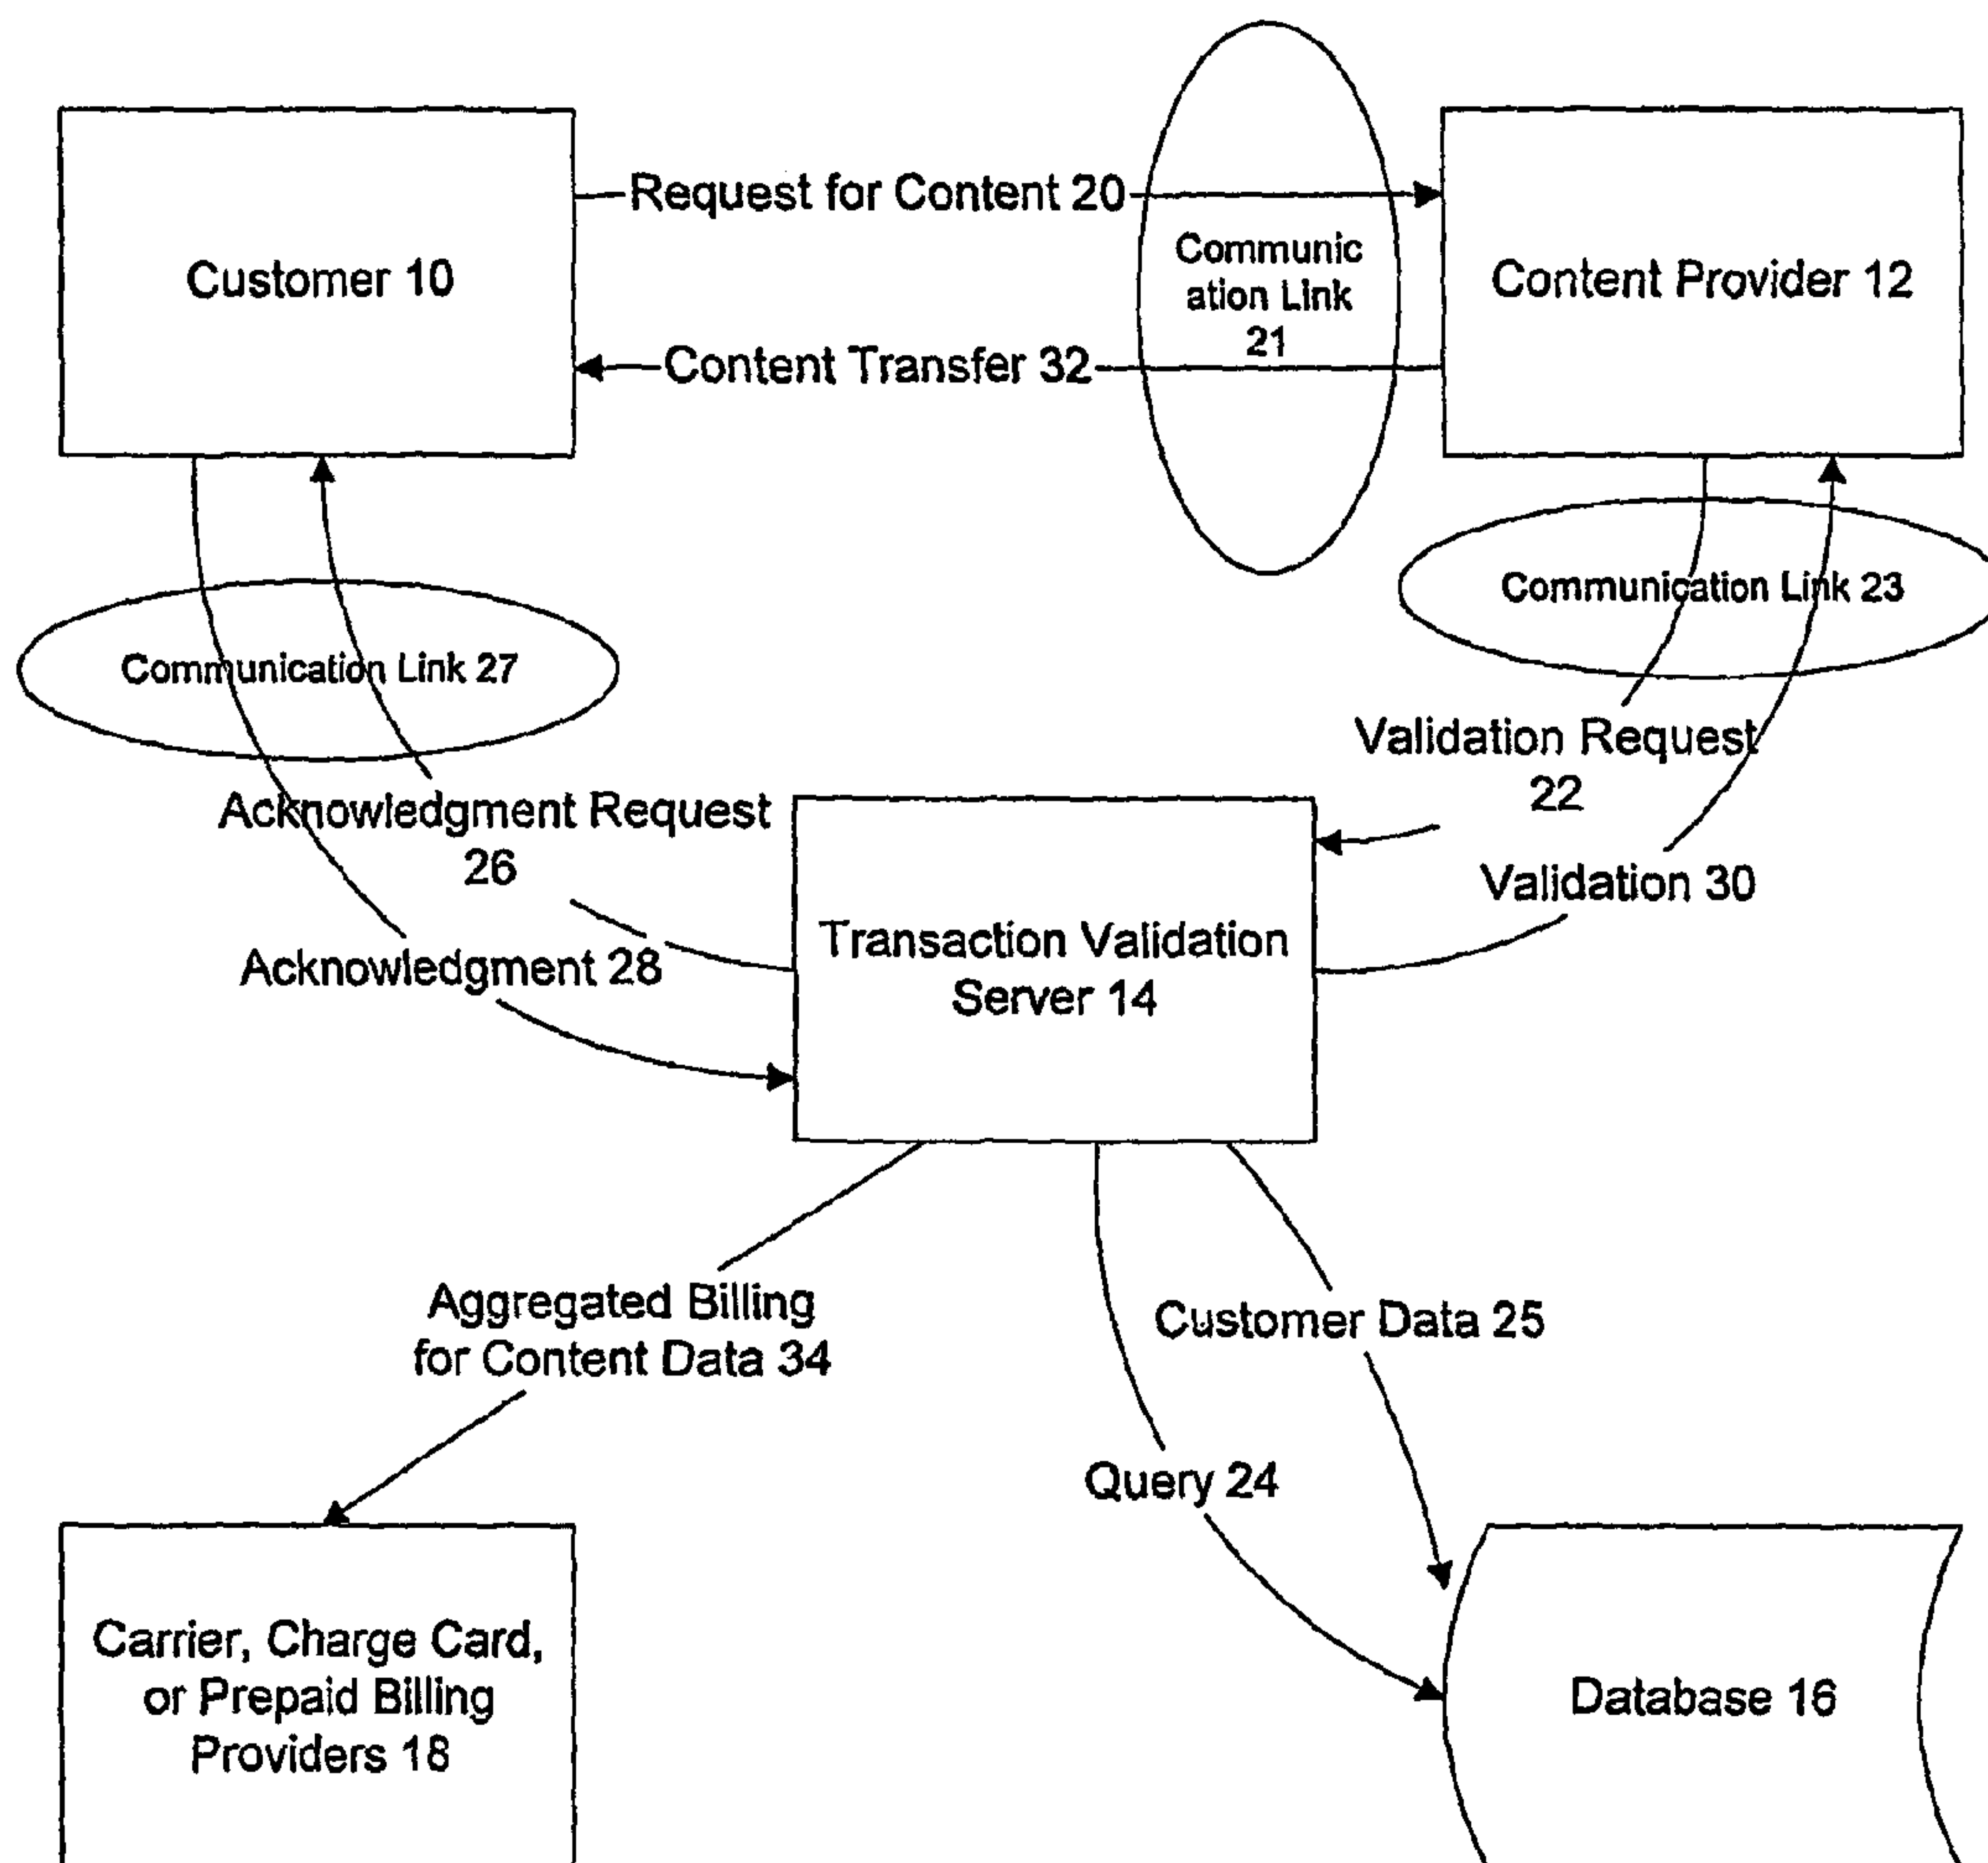 Request for Content 20
Customer 10
Communic
ation Link
21
Content Provider 12
Content Transfer 32
Communication Link 23
Communication Link 27
Validation Request
22
Acknowledgment Request
26
Validation 30
Transaction Validation
Server 14
Acknowledgment 28
Aggregated Billing
for Content Data 34
Customer Data 25
Query 24
Carrier, Charge Card,
or Prepaid Billing
Providers 18
Database 16